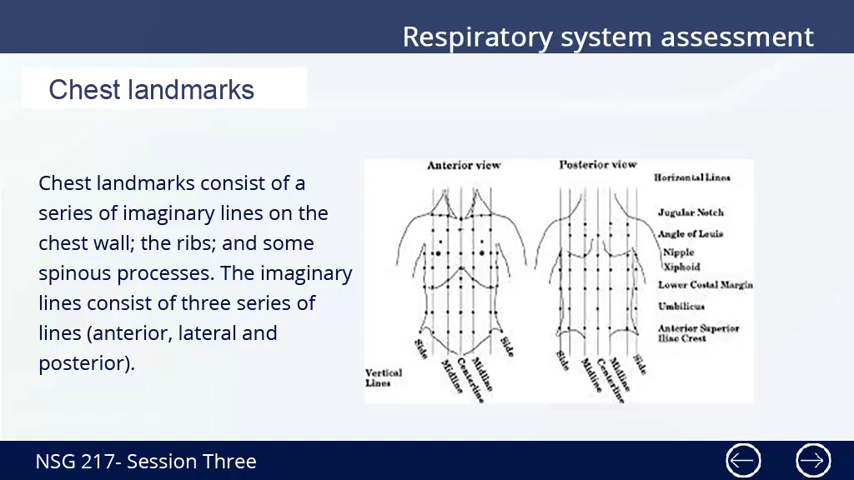 Respiratory system assessment
Chest landmarks
Chest landmarks consist of a
series of imaginary lines on the
chest wall; the ribs; and some
spinous processes. The imaginary
lines consist of three series of
lines (anterior, lateral and
posterior).
Anterior view
Posterior view
Horizontal Lines
Jugular Notch
Angle of Louis
Nipple
Xiphoid
Lower Costal Margin
Umbilicus
Anterior Superior
Iliac Crest
Vertical
Lines
Side
Midline
Centerline
Midline
Side
Side
Midline
Centerline
Midline
Side
NSG 217- Session Three